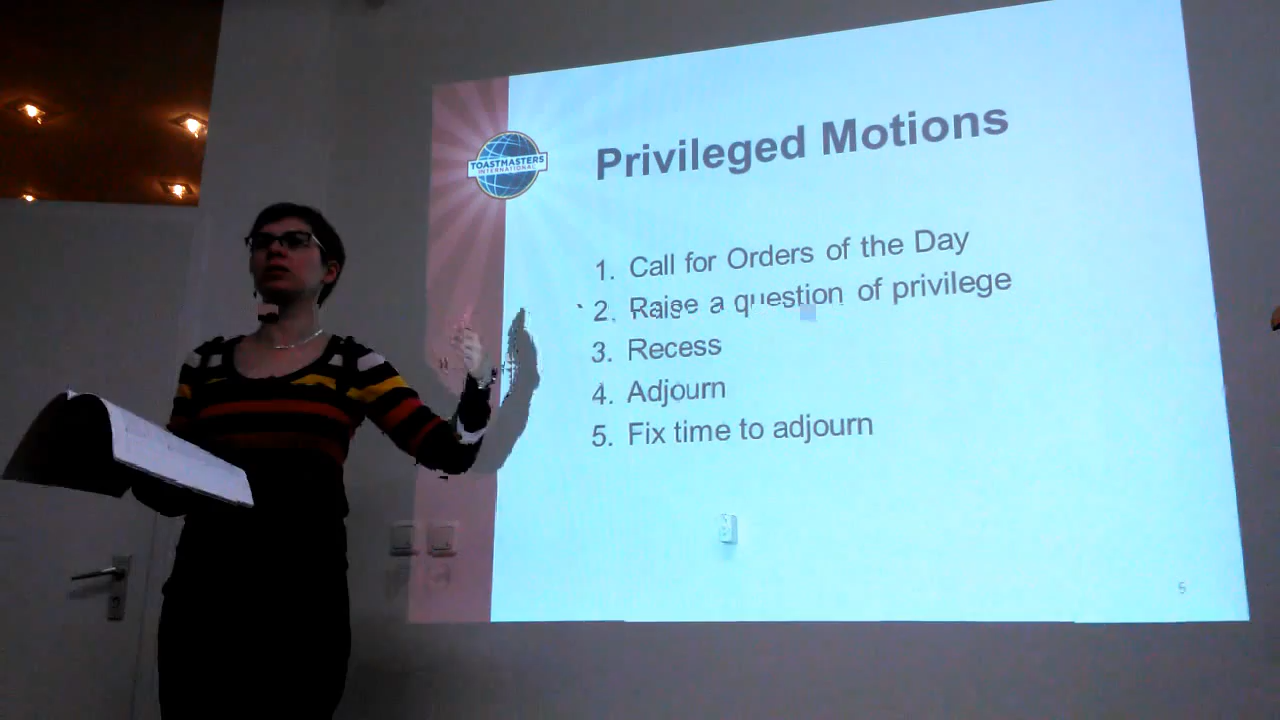 TOASTMASTERS
INTERNATIONAL
Privileged Motions
1. Call for Orders of the Day
2. Raise a question of privilege
3. Recess
4. Adjourn
5. Fix time to adjourn
5